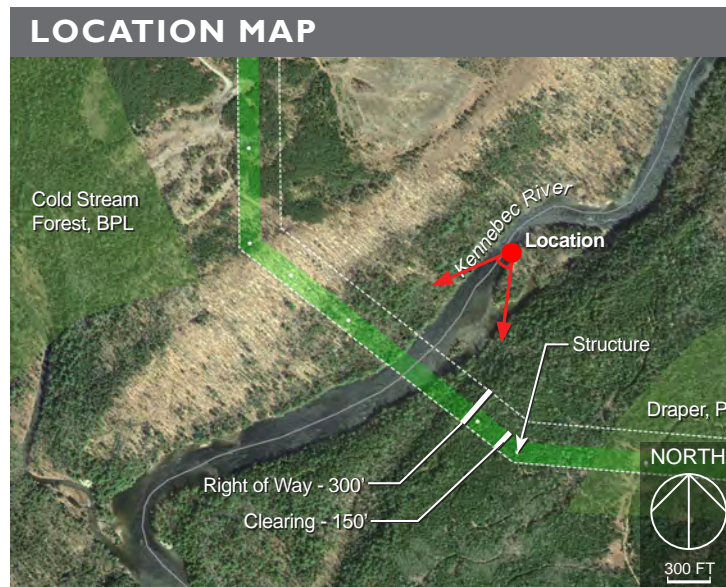 LOCATION MAP
Cold Stream
Forest, BPL
Kennebec River
Location
Structure
Draper, P
Right of Way - 300'
Clearing - 150'
NORTH
300 FT